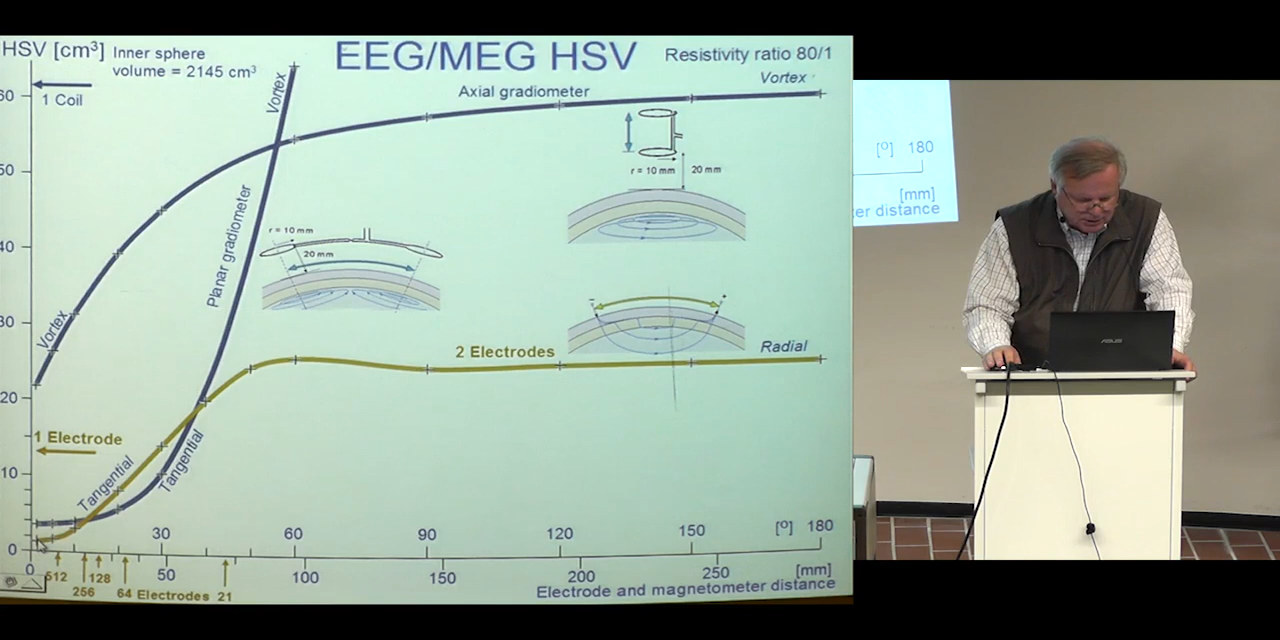 HSV [cm³]
Inner sphere
volume = 2145 cm³
EEG/MEG HSV
Resistivity ratio 80/1
Vortex
Vortex
1 Coil
60
Axial gradiometer
r = 10 mm
20 mm
50
Planar gradiometer
r = 10 mm
20 mm
40
30
Vortex
2 Electrodes
Radial
20
1 Electrode
Tangential
Tangential
10
30
60
90
120
150
[º]
180
0
0
50
100
150
200
250
[mm]
512
256
128
64 Electrodes 21
Electrode and magnetometer distance
[º] 180
[mm]
ter distance
ASUS